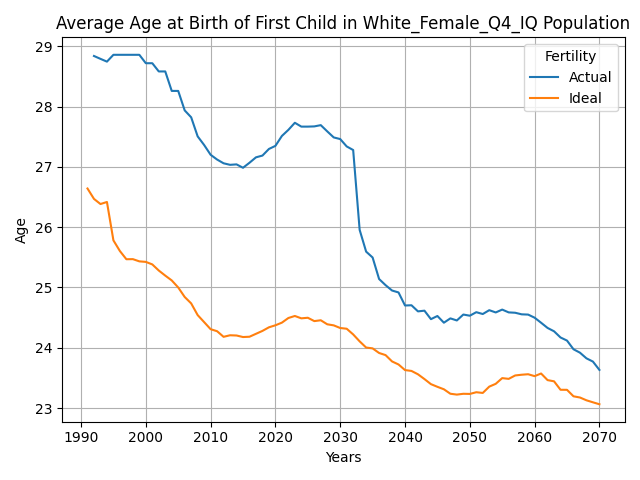 Average Age at Birth of First Child in White_Female_Q4_IQ Population
Fertility
Actual
Ideal
29
28
27
26
25
24
23
Age
1990
2000
2010
2020
2030
2040
2050
2060
2070
Years